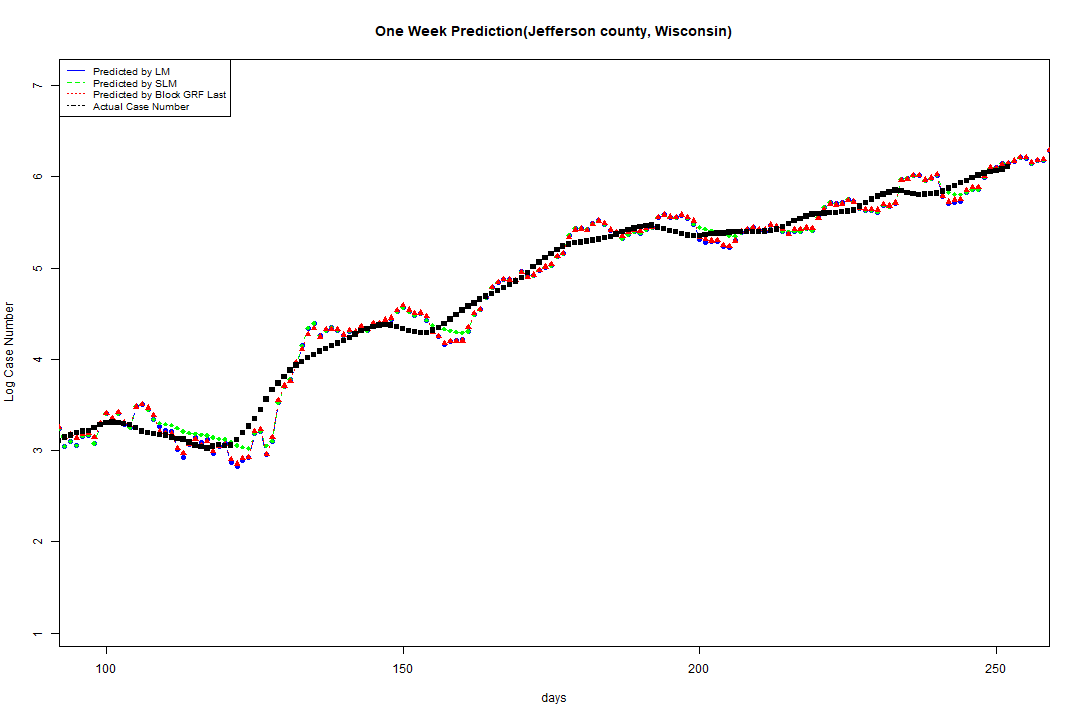 One Week Prediction(Jefferson county, Wisconsin)
Predicted by LM
Predicted by SLM
Predicted by Block GRF Last
Actual Case Number
7
6
5
4
3
2
1
Log Case Number
100 150 200 250
days